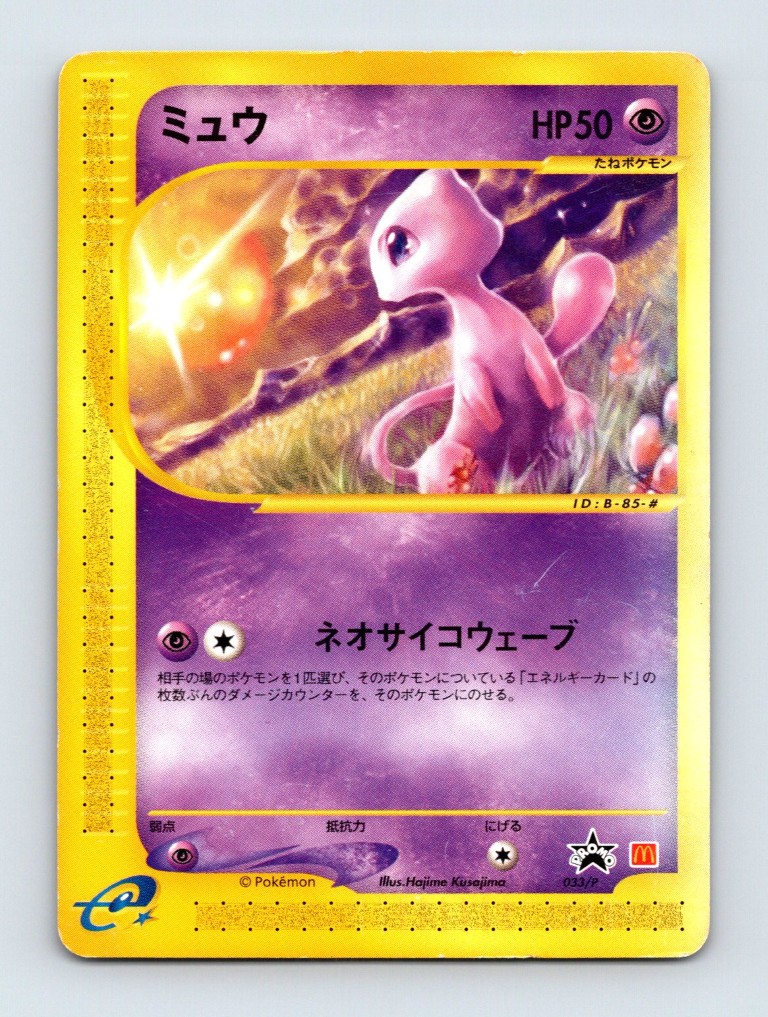 ミュウ
HP50
たねポケモン
ID:B-85-#
ネオサイコウェーブ
相手の場のポケモンを1匹選び、そのポケモンについている「エネルギーカード」の
枚数ぶんのダメージカウンターを、そのポケモンにのせる。
弱点 抵抗力 にげる
PROMO
© Pokémon Illus.Hajime Kusajima 033/P
e